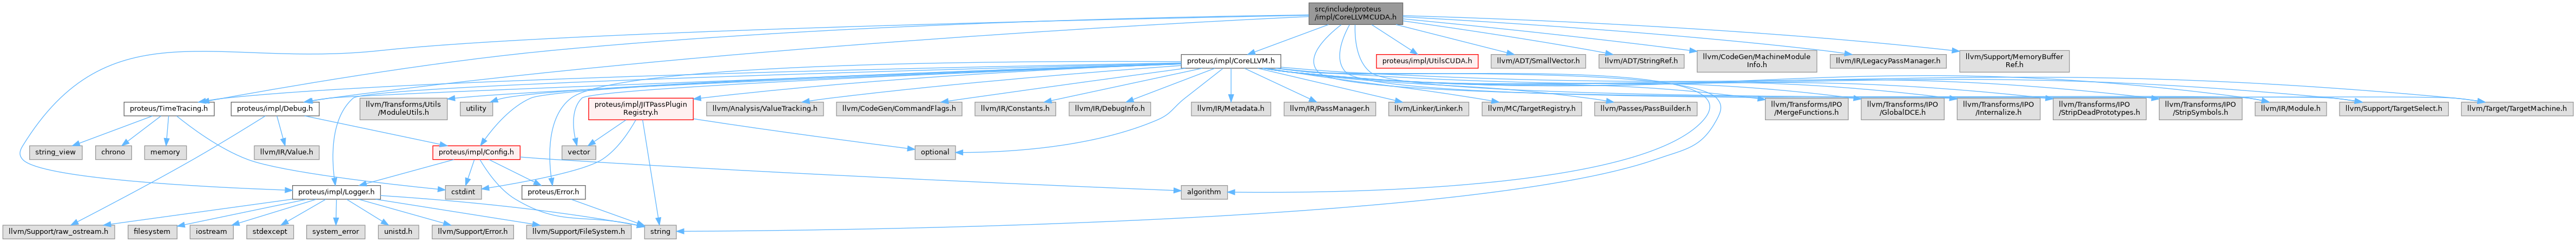 src/include/proteus
/impl/CoreLLVMCUDA.h
proteus/impl/CoreLLVM.h
proteus/impl/UtilsCUDA.h
llvm/ADT/SmallVector.h
llvm/ADT/StringRef.h
llvm/CodeGen/MachineModule
Info.h
llvm/IR/LegacyPassManager.h
llvm/Support/MemoryBuffer
Ref.h
proteus/TimeTracing.h
proteus/impl/Debug.h
llvm/Transforms/Utils
/ModuleUtils.h
utility
proteus/impl/JITPassPlugin
Registry.h
llvm/Analysis/ValueTracking.h
llvm/CodeGen/CommandFlags.h
llvm/IR/Constants.h
llvm/IR/DebugInfo.h
llvm/IR/Metadata.h
llvm/IR/PassManager.h
llvm/Linker/Linker.h
llvm/MC/TargetRegistry.h
llvm/Passes/PassBuilder.h
llvm/Transforms/IPO
/MergeFunctions.h
llvm/Transforms/IPO
/GlobalDCE.h
llvm/Transforms/IPO
/Internalize.h
llvm/Transforms/IPO
/StripDeadPrototypes.h
llvm/Transforms/IPO
/StripSymbols.h
llvm/IR/Module.h
llvm/Support/TargetSelect.h
llvm/Target/TargetMachine.h
string_view
chrono
memory
llvm/IR/Value.h
proteus/impl/Config.h
vector
optional
proteus/impl/Logger.h
cstdint
proteus/Error.h
algorithm
llvm/Support/raw_ostream.h
filesystem
iostream
stdexcept
system_error
unistd.h
llvm/Support/Error.h
llvm/Support/FileSystem.h
string